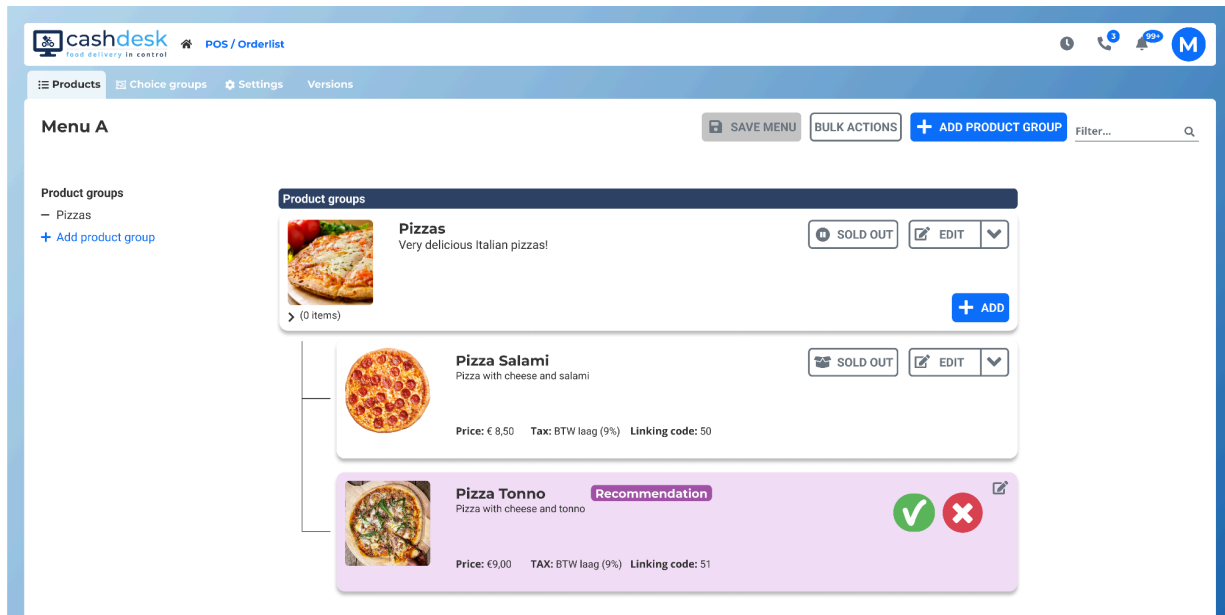 cashdesk
food delivery in control
POS / Orderlist
3
99+
M
Products
Choice groups
Settings
Versions
Menu A
SAVE MENU
BULK ACTIONS
ADD PRODUCT GROUP
Filter...
Product groups
Pizzas
Add product group
Product groups
Pizzas
Very delicious Italian pizzas!
SOLD OUT
EDIT
(0 items)
ADD
Pizza Salami
Pizza with cheese and salami
SOLD OUT
EDIT
Price: € 8,50 Tax: BTW laag (9%) Linking code: 50
Pizza Tonno
Recommendation
Pizza with cheese and tonno
Price: €9,00 TAX: BTW laag (9%) Linking code: 51